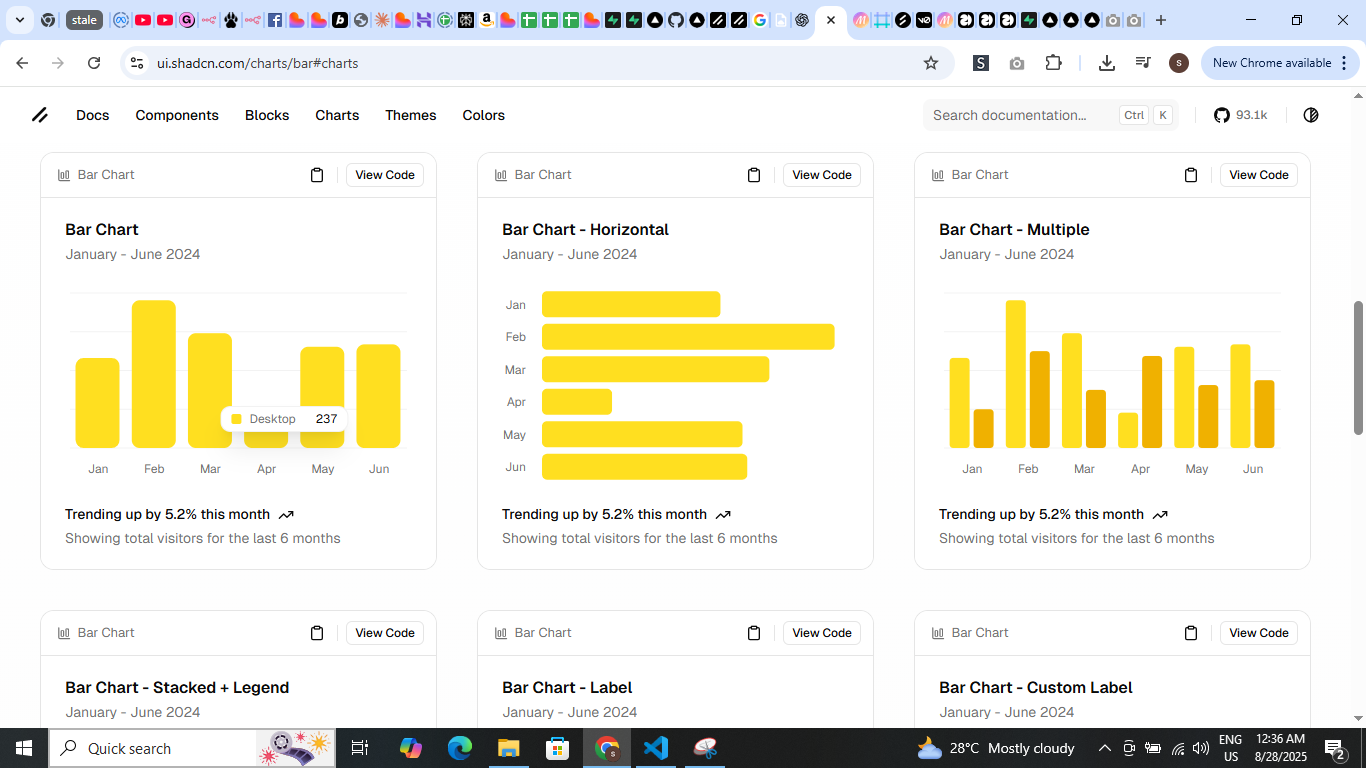 stale
ui.shadcn.com/charts/bar#charts
S
s
New Chrome available
Docs
Components
Blocks
Charts
Themes
Colors
Search documentation...
Ctrl
K
93.1k
Bar Chart
View Code
Bar Chart
January - June 2024
Desktop 237
Jan Feb Mar Apr May Jun
Trending up by 5.2% this month
Showing total visitors for the last 6 months
Bar Chart
View Code
Bar Chart - Horizontal
January - June 2024
Jan
Feb
Mar
Apr
May
Jun
Trending up by 5.2% this month
Showing total visitors for the last 6 months
Bar Chart
View Code
Bar Chart - Multiple
January - June 2024
Jan Feb Mar Apr May Jun
Trending up by 5.2% this month
Showing total visitors for the last 6 months
Bar Chart
View Code
Bar Chart - Stacked + Legend
January - June 2024
Bar Chart
View Code
Bar Chart - Label
January - June 2024
Bar Chart
View Code
Bar Chart - Custom Label
January - June 2024
Quick search
28°C Mostly cloudy
ENG
US
12:36 AM
8/28/2025
2